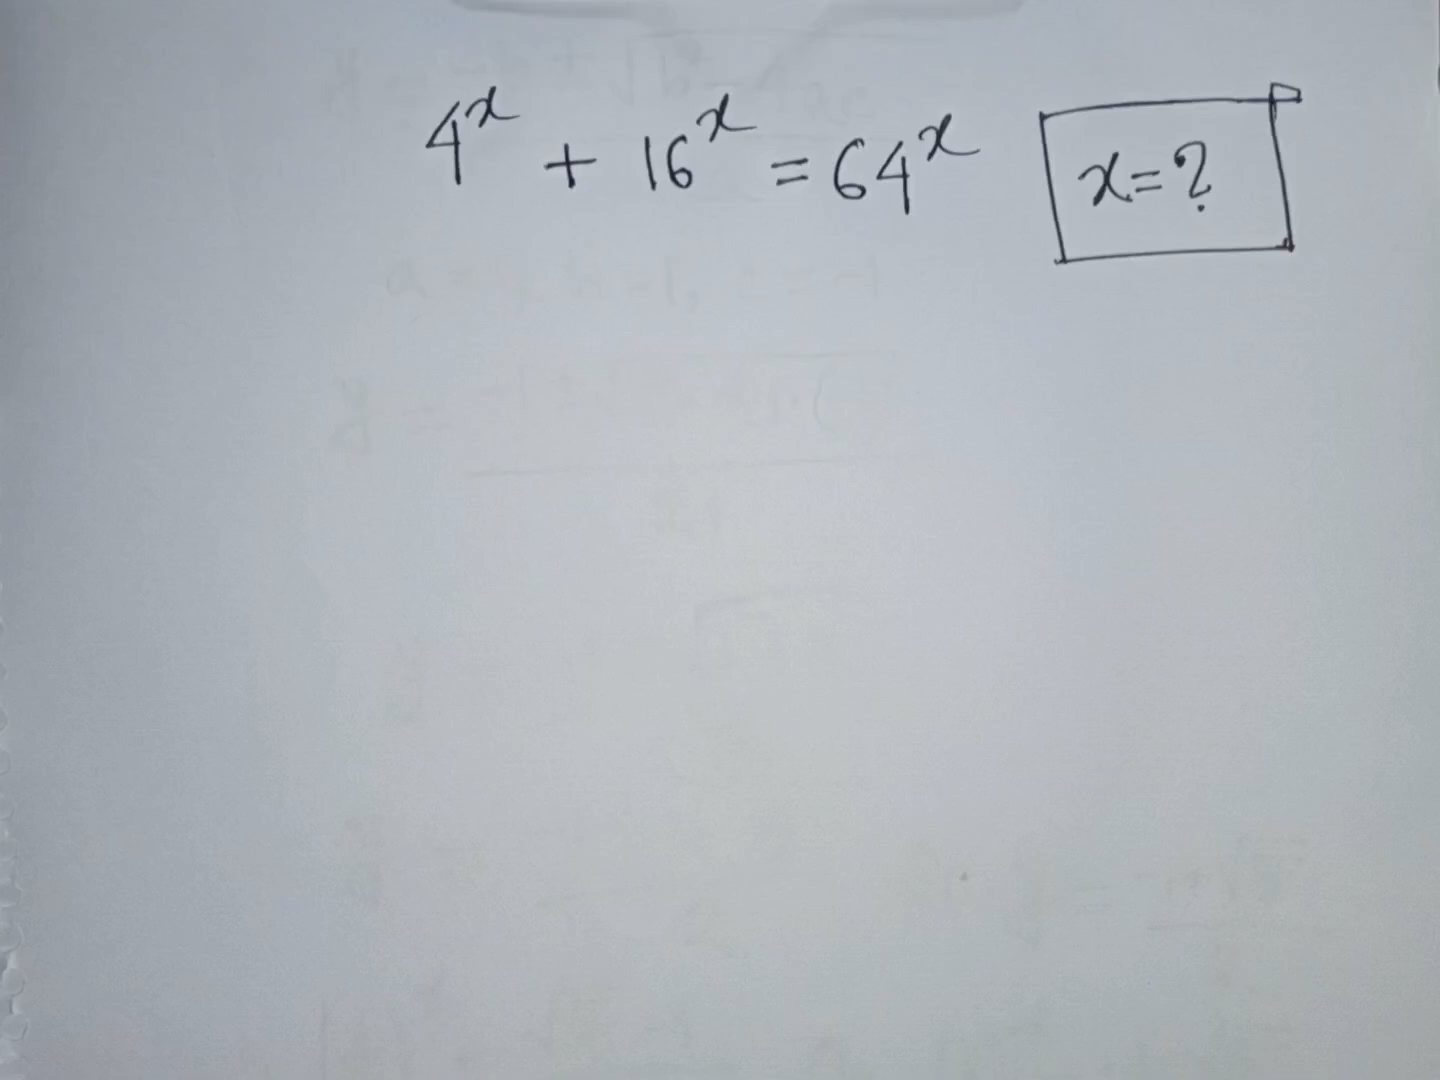 4^x + 16^x = 64^x x=?